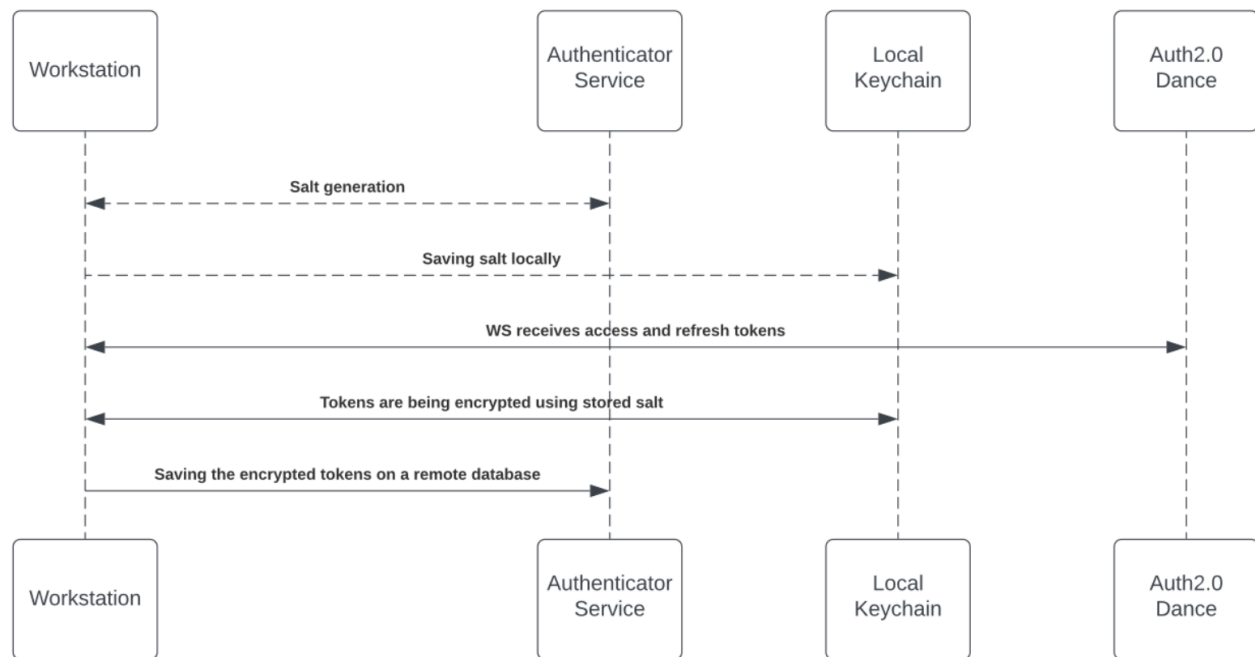 Workstation
Authenticator
Service
Local
Keychain
Auth2.0
Dance
Salt generation
Saving salt locally
WS receives access and refresh tokens
Tokens are being encrypted using stored salt
Saving the encrypted tokens on a remote database
Workstation
Authenticator
Service
Local
Keychain
Auth2.0
Dance